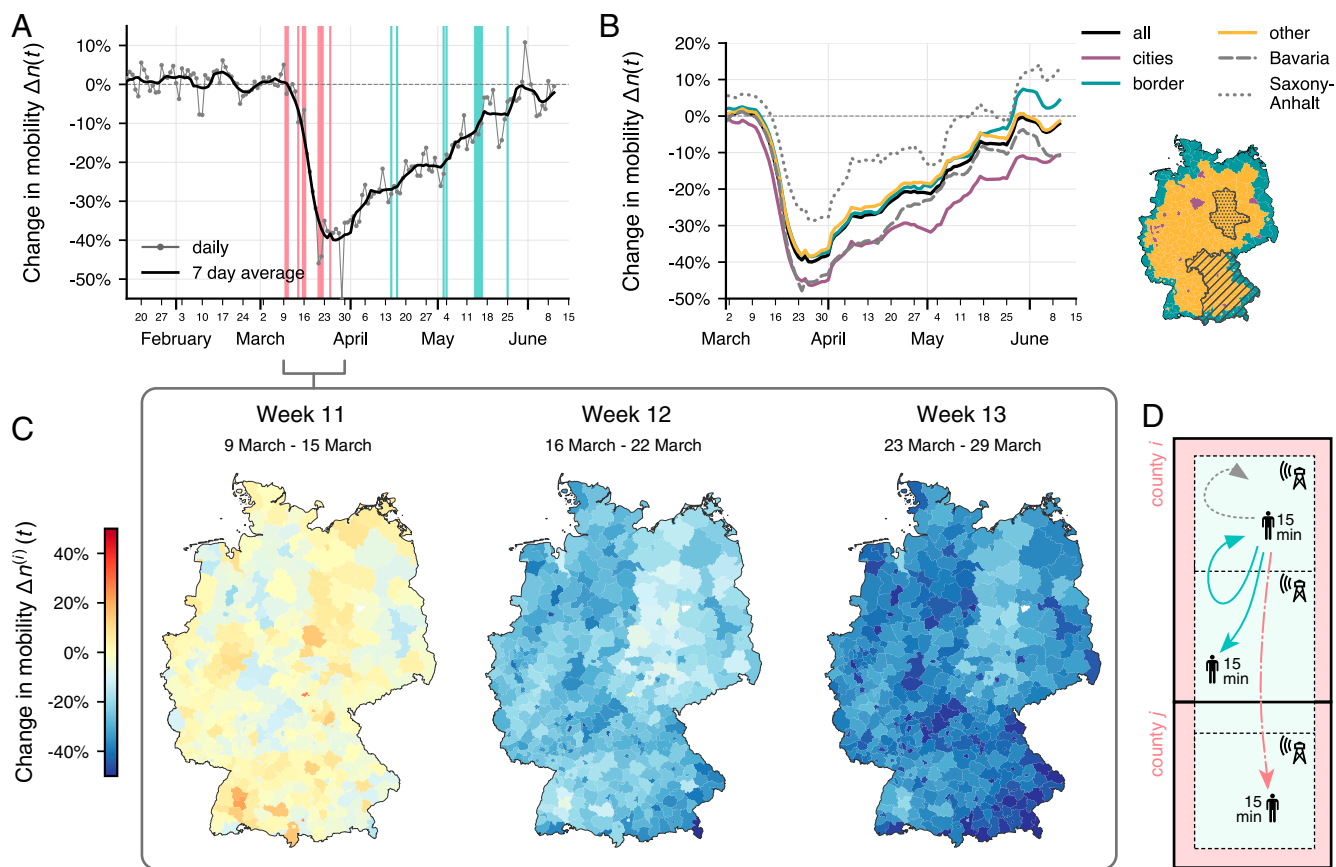 A
Change in mobility Δn(t)
10%
0%
-10%
-20%
-30%
-40%
-50%
daily
7 day average
20 27 3 10 17 24 2 9 16 23 30 6 13 20 27 4 11 18 25 1 8 15
February March April May June
B
Change in mobility Δn(t)
20%
10%
0%
-10%
-20%
-30%
-40%
-50%
2 9 16 23 30 6 13 20 27 4 11 18 25 1 8 15
March April May June
all
cities
border
other
Bavaria
Saxony-
Anhalt
C
Change in mobility Δn⁽ⁱ⁾(t)
40%
20%
0%
-20%
-40%
Week 11
9 March - 15 March
Week 12
16 March - 22 March
Week 13
23 March - 29 March
D
county i
15
min
15
min
county j
15
min